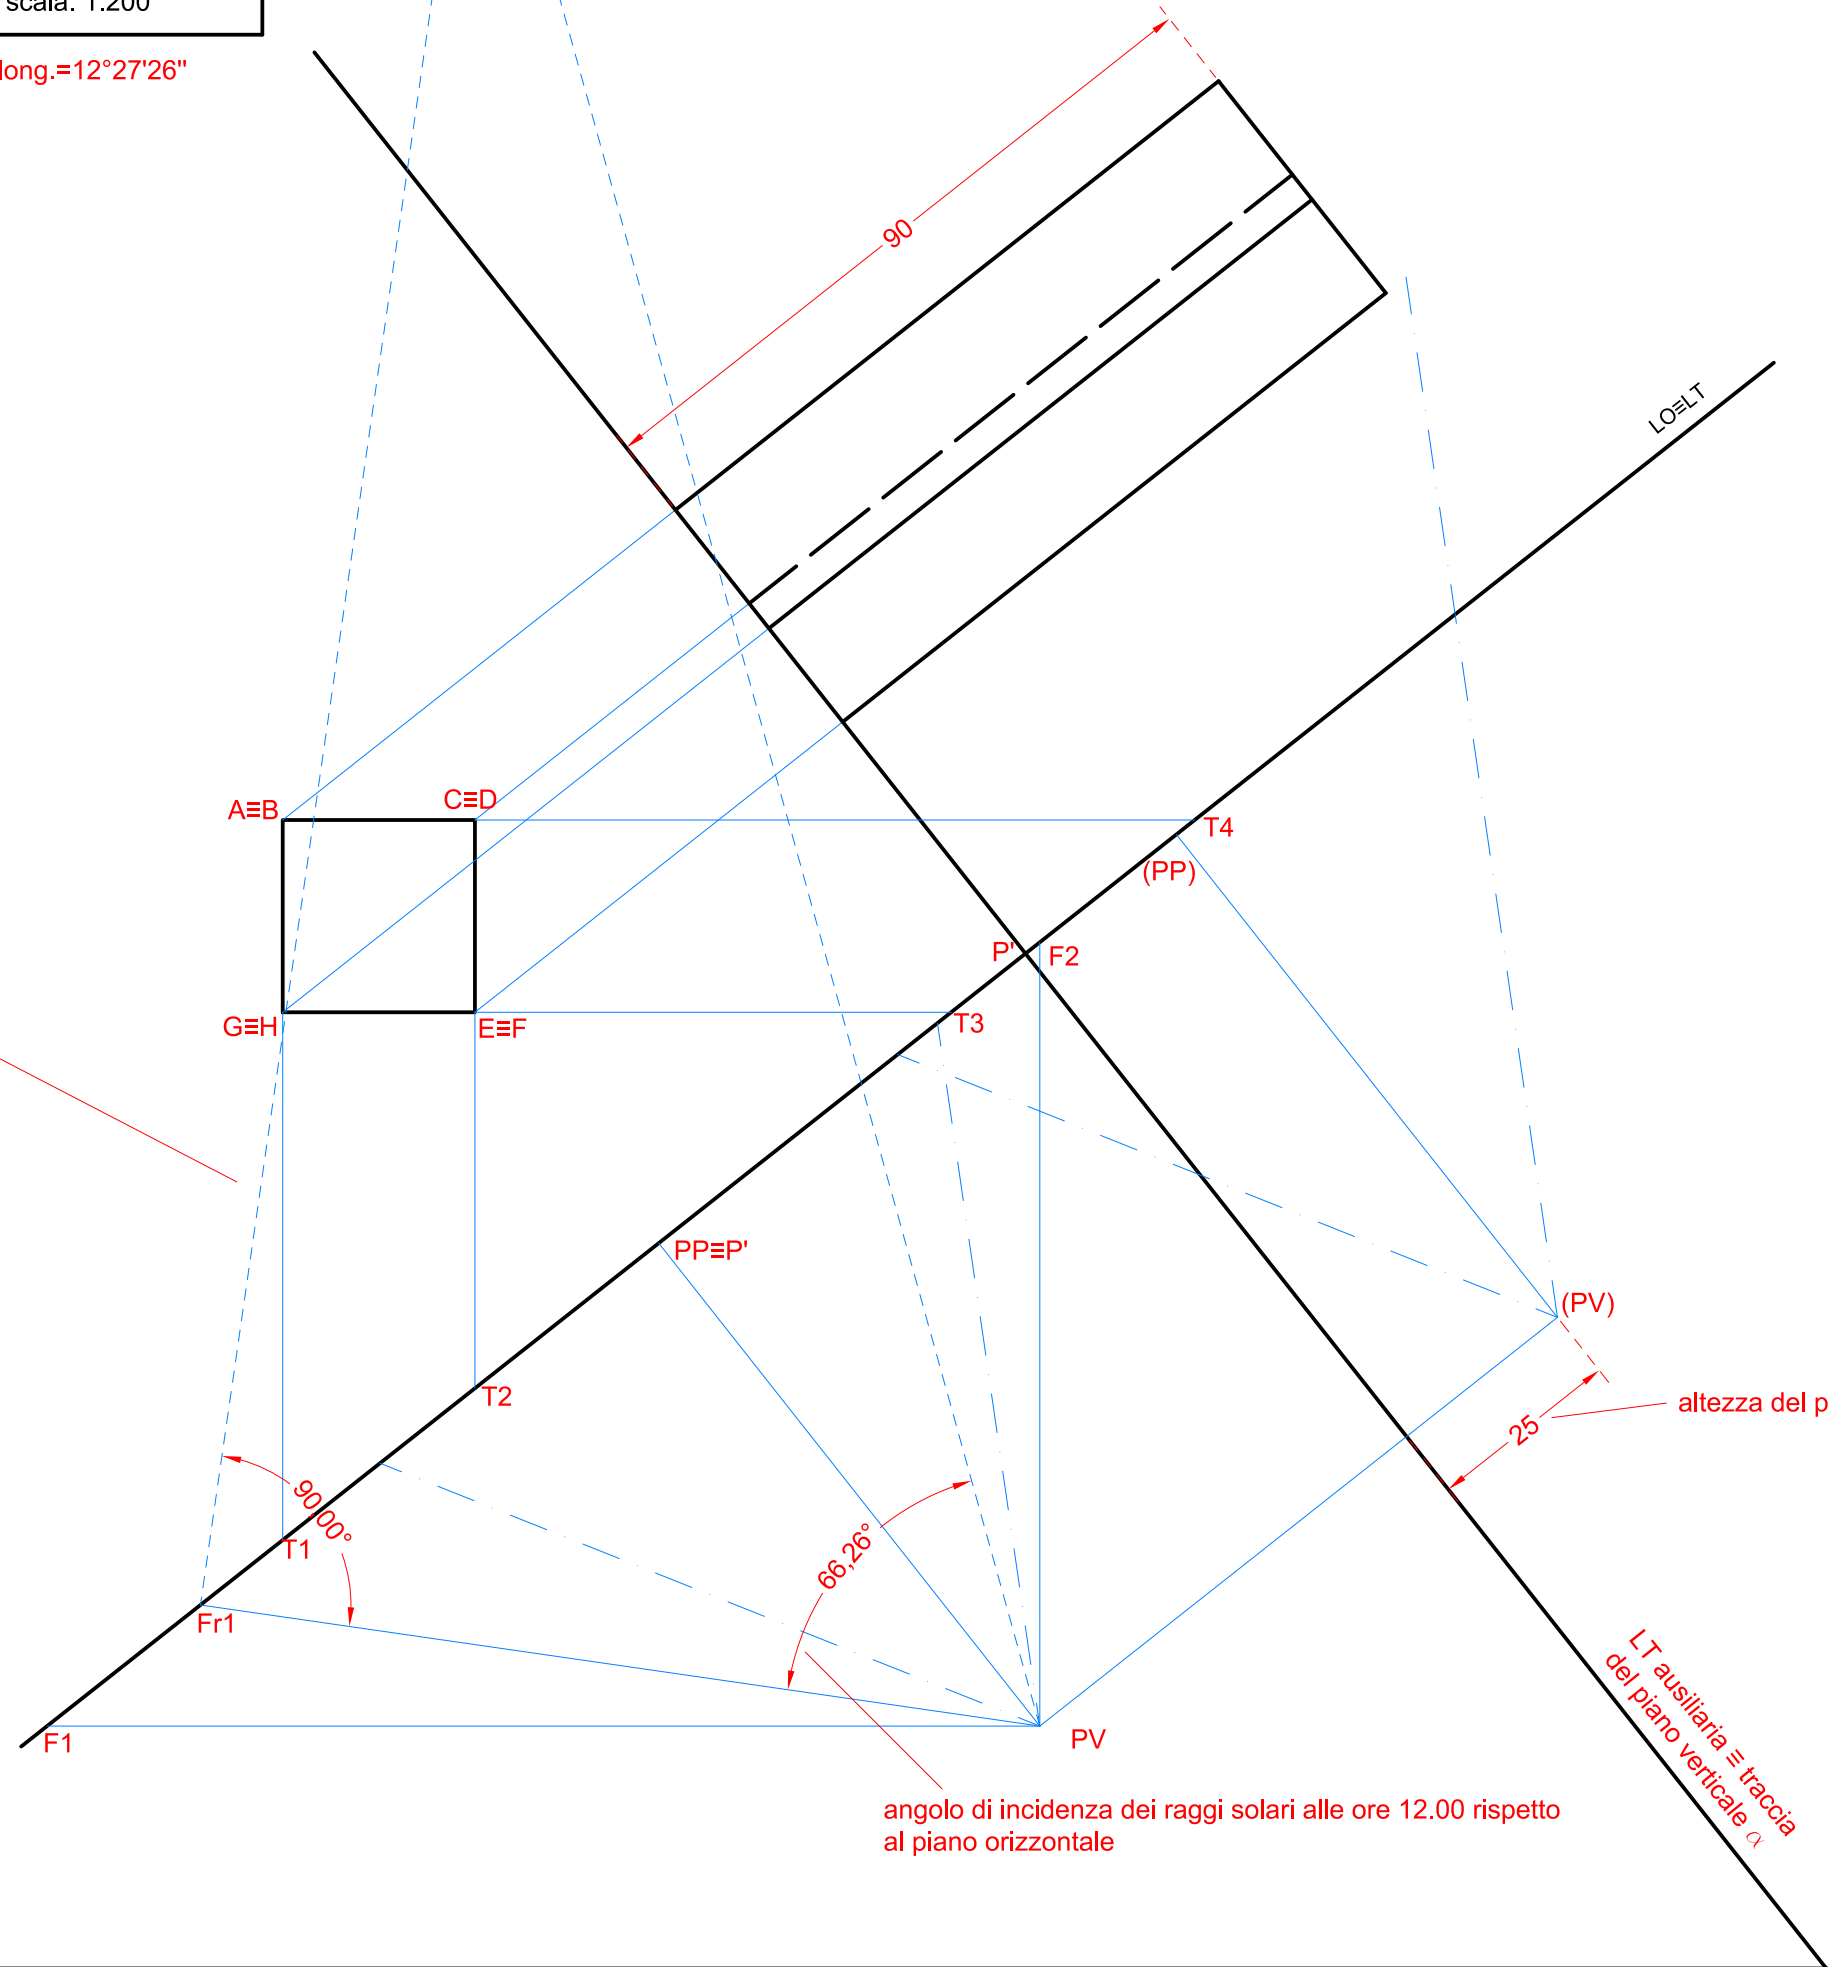 scala: 1:200
long.=12°27'26"
90
LO≡LT
A≡B
C≡D
T4
(PP)
P'
F2
G≡H
E≡F
T3
PP≡P'
(PV)
T2
altezza del p
25
90,00°
T1
66,26°
Fr1
F1
PV
LT ausiliaria ≡ traccia
del piano verticale α
angolo di incidenza dei raggi solari alle ore 12.00 rispetto
al piano orizzontale